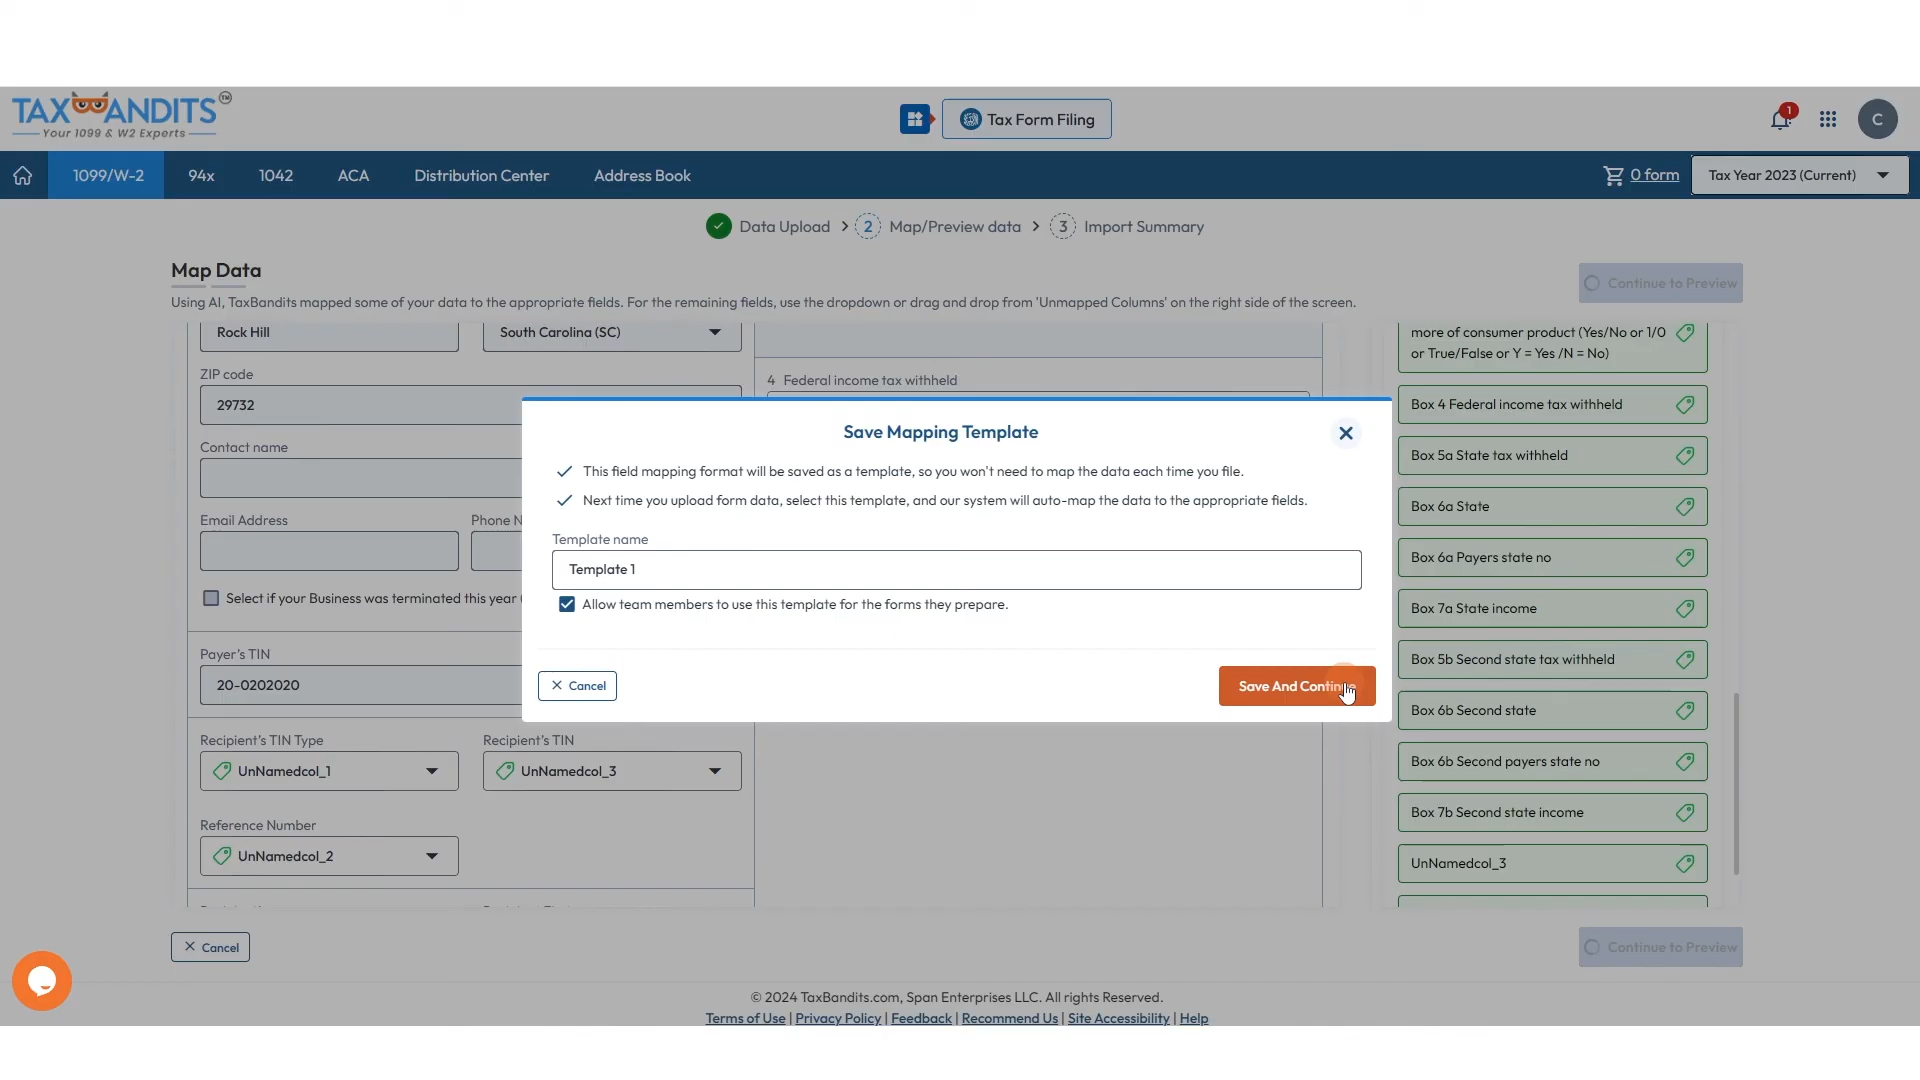 TAXBANDITS TM
Your 1099 & W2 Experts
Tax Form Filing
1
C
1099/W-2
94x
1042
ACA
Distribution Center
Address Book
0 form
Tax Year 2023 (Current)
Data Upload
2 Map/Preview data
3 Import Summary
Map Data
Continue to Preview
Using AI, TaxBandits mapped some of your data to the appropriate fields. For the remaining fields, use the dropdown or drag and drop from 'Unmapped Columns' on the right side of the screen.
Rock Hill
South Carolina (SC)
ZIP code
29732
Contact name
Email Address
Phone N
Select if your Business was terminated this year
Payer's TIN
20-0202020
Recipient's TIN Type
Recipient's TIN
UnNamedcol_1
UnNamedcol_3
Reference Number
UnNamedcol_2
4 Federal income tax withheld
Save Mapping Template
This field mapping format will be saved as a template, so you won't need to map the data each time you file.
Next time you upload form data, select this template, and our system will auto-map the data to the appropriate fields.
Template name
Template 1
Allow team members to use this template for the forms they prepare.
Cancel
Save And Continue
more of consumer product (Yes/No or 1/0
or True/False or Y = Yes /N = No)
Box 4 Federal income tax withheld
Box 5a State tax withheld
Box 6a State
Box 6a Payers state no
Box 7a State income
Box 5b Second state tax withheld
Box 6b Second state
Box 6b Second payers state no
Box 7b Second state income
UnNamedcol_3
Cancel
Continue to Preview
© 2024 TaxBandits.com, Span Enterprises LLC. All rights Reserved.
Terms of Use | Privacy Policy | Feedback | Recommend Us | Site Accessibility | Help